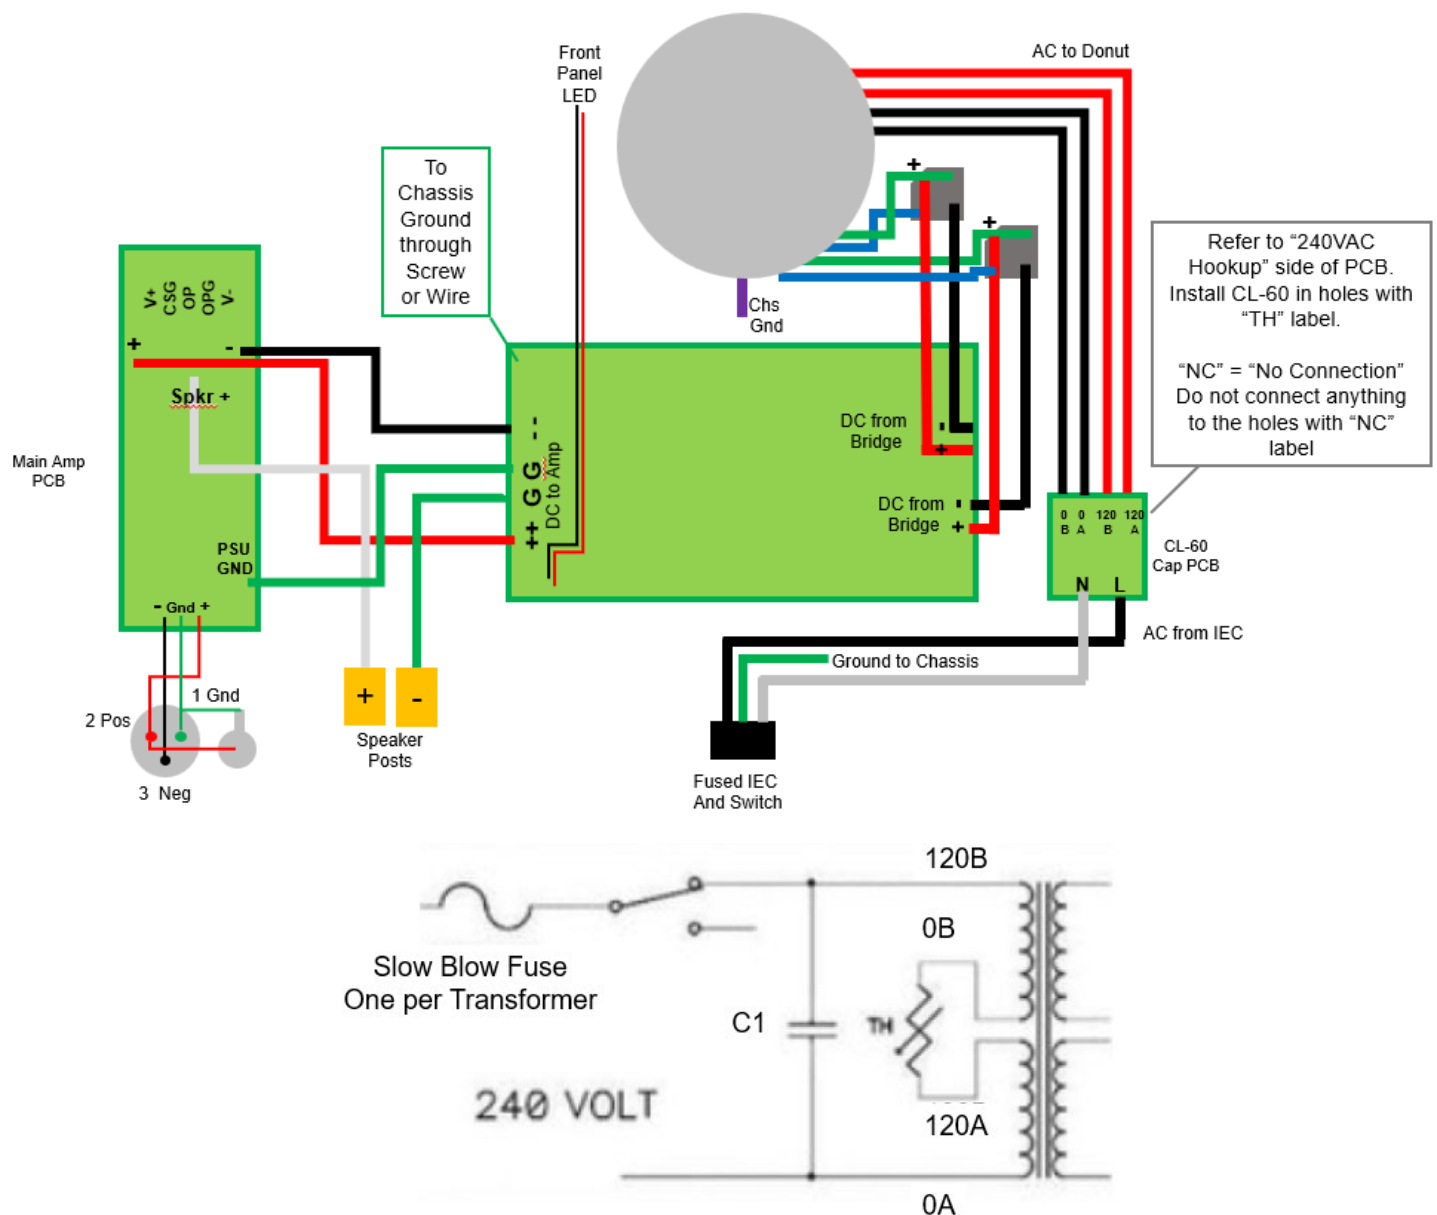 Front
Panel
LED
AC to Donut
To
Chassis
Ground
through
Screw
or Wire
+
+
Chs
Gnd
Refer to “240VAC
Hookup” side of PCB.
Install CL-60 in holes with
“TH” label.
“NC” = “No Connection”
Do not connect anything
to the holes with “NC”
label
V+
CSG
OP
OPG
V-
+
-
Spkr +
Main Amp
PCB
PSU
GND
- Gnd +
- -
G G
++
DC to Amp
DC from
Bridge
-
+
DC from
Bridge
-
+
0 0 120 120
B A B A
N L
CL-60
Cap PCB
AC from IEC
Ground to Chassis
1 Gnd
2 Pos
3 Neg
+
-
Speaker
Posts
Fused IEC
And Switch
120B
0B
Slow Blow Fuse
One per Transformer
C1
TH
240 VOLT
120A
0A